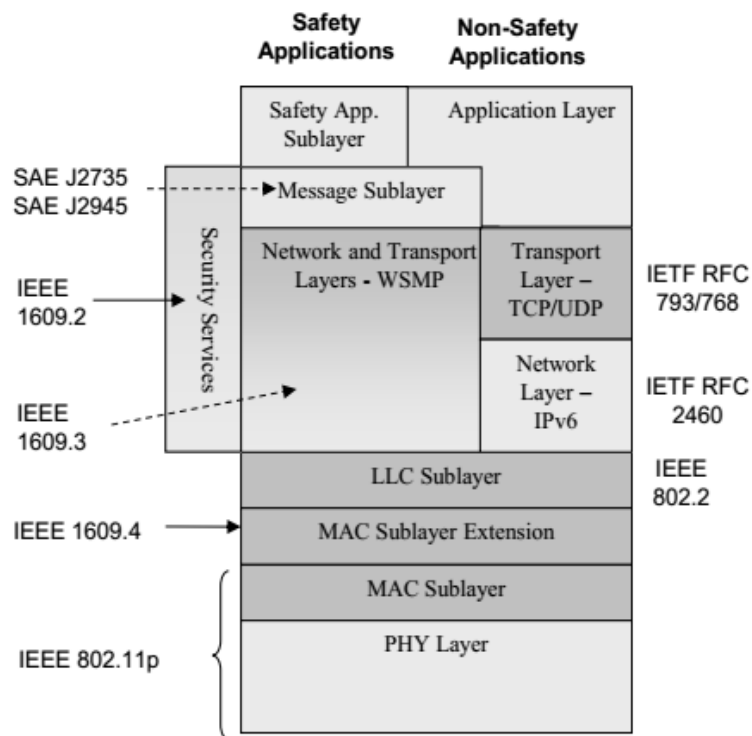 Safety
Applications
Non-Safety
Applications
Safety App.
Sublayer
Application Layer
SAE J2735
SAE J2945
Message Sublayer
Security Services
Network and Transport
Layers - WSMP
Transport
Layer –
TCP/UDP
IETF RFC
793/768
IEEE
1609.2
Network
Layer –
IPv6
IETF RFC
2460
IEEE
1609.3
LLC Sublayer
IEEE
802.2
IEEE 1609.4
MAC Sublayer Extension
MAC Sublayer
IEEE 802.11p
PHY Layer